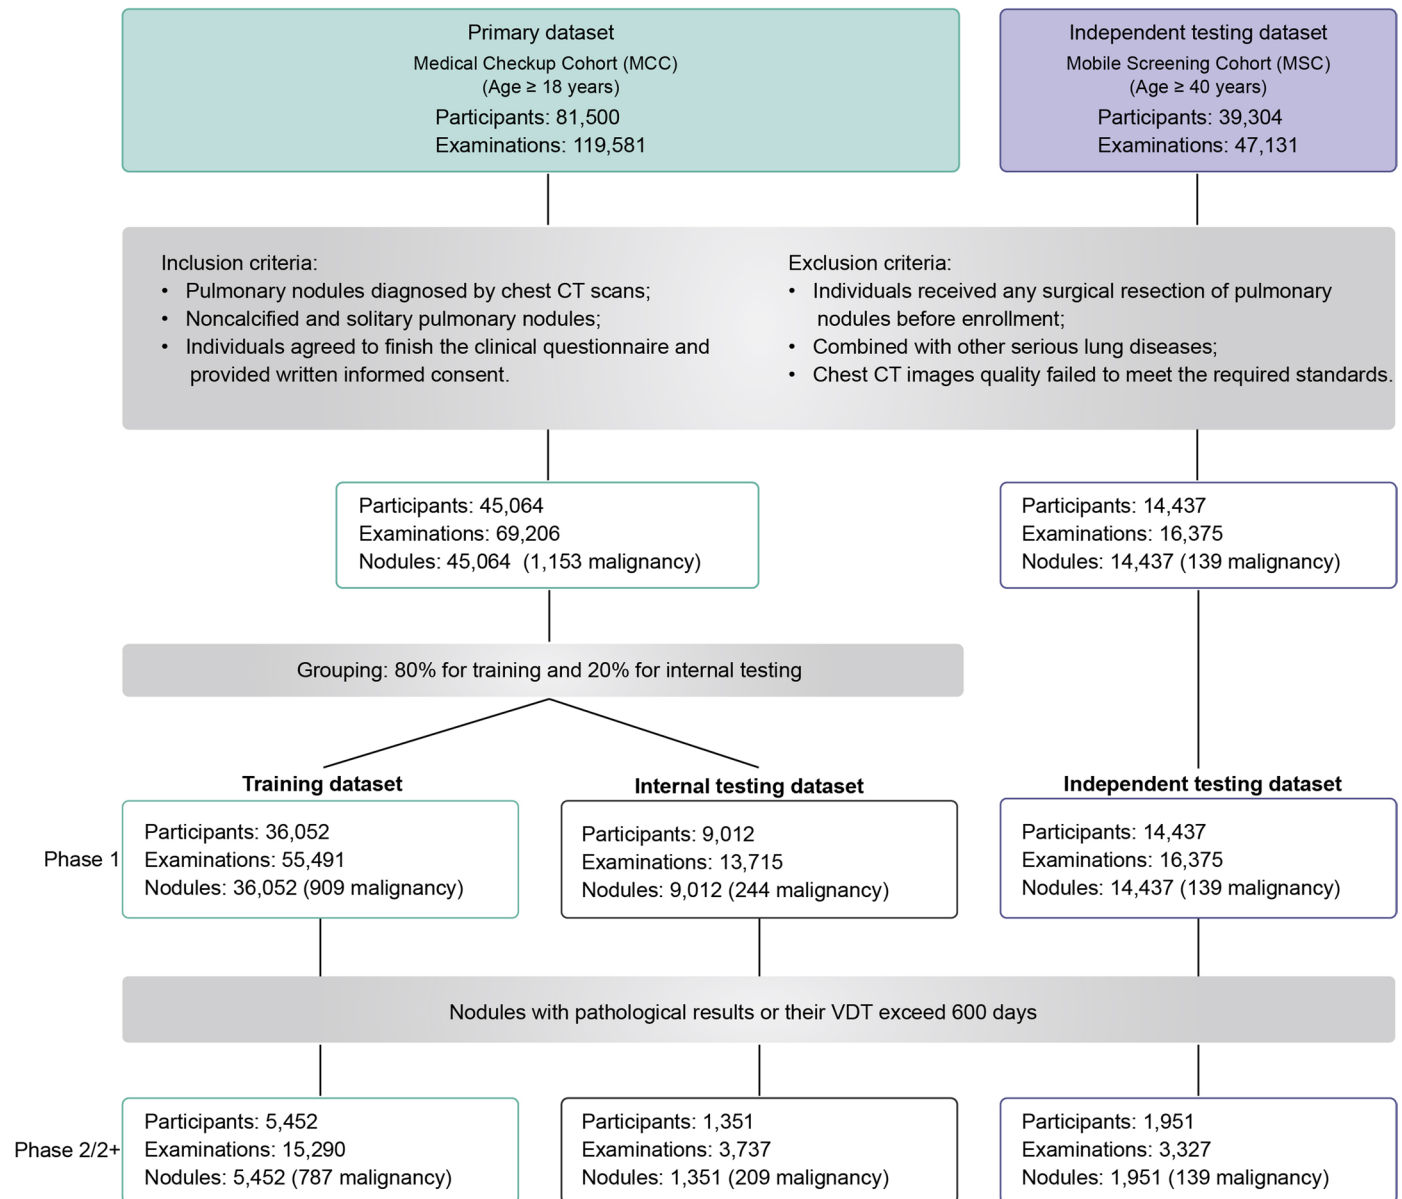 Primary dataset
Medical Checkup Cohort (MCC)
(Age ≥ 18 years)
Participants: 81,500
Examinations: 119,581
Independent testing dataset
Mobile Screening Cohort (MSC)
(Age ≥ 40 years)
Participants: 39,304
Examinations: 47,131
Inclusion criteria:
• Pulmonary nodules diagnosed by chest CT scans;
• Noncalcified and solitary pulmonary nodules;
• Individuals agreed to finish the clinical questionnaire and
provided written informed consent.
Exclusion criteria:
• Individuals received any surgical resection of pulmonary
nodules before enrollment;
• Combined with other serious lung diseases;
• Chest CT images quality failed to meet the required standards.
Participants: 45,064
Examinations: 69,206
Nodules: 45,064 (1,153 malignancy)
Participants: 14,437
Examinations: 16,375
Nodules: 14,437 (139 malignancy)
Grouping: 80% for training and 20% for internal testing
Training dataset
Internal testing dataset
Independent testing dataset
Phase 1
Participants: 36,052
Examinations: 55,491
Nodules: 36,052 (909 malignancy)
Participants: 9,012
Examinations: 13,715
Nodules: 9,012 (244 malignancy)
Participants: 14,437
Examinations: 16,375
Nodules: 14,437 (139 malignancy)
Nodules with pathological results or their VDT exceed 600 days
Phase 2/2+
Participants: 5,452
Examinations: 15,290
Nodules: 5,452 (787 malignancy)
Participants: 1,351
Examinations: 3,737
Nodules: 1,351 (209 malignancy)
Participants: 1,951
Examinations: 3,327
Nodules: 1,951 (139 malignancy)